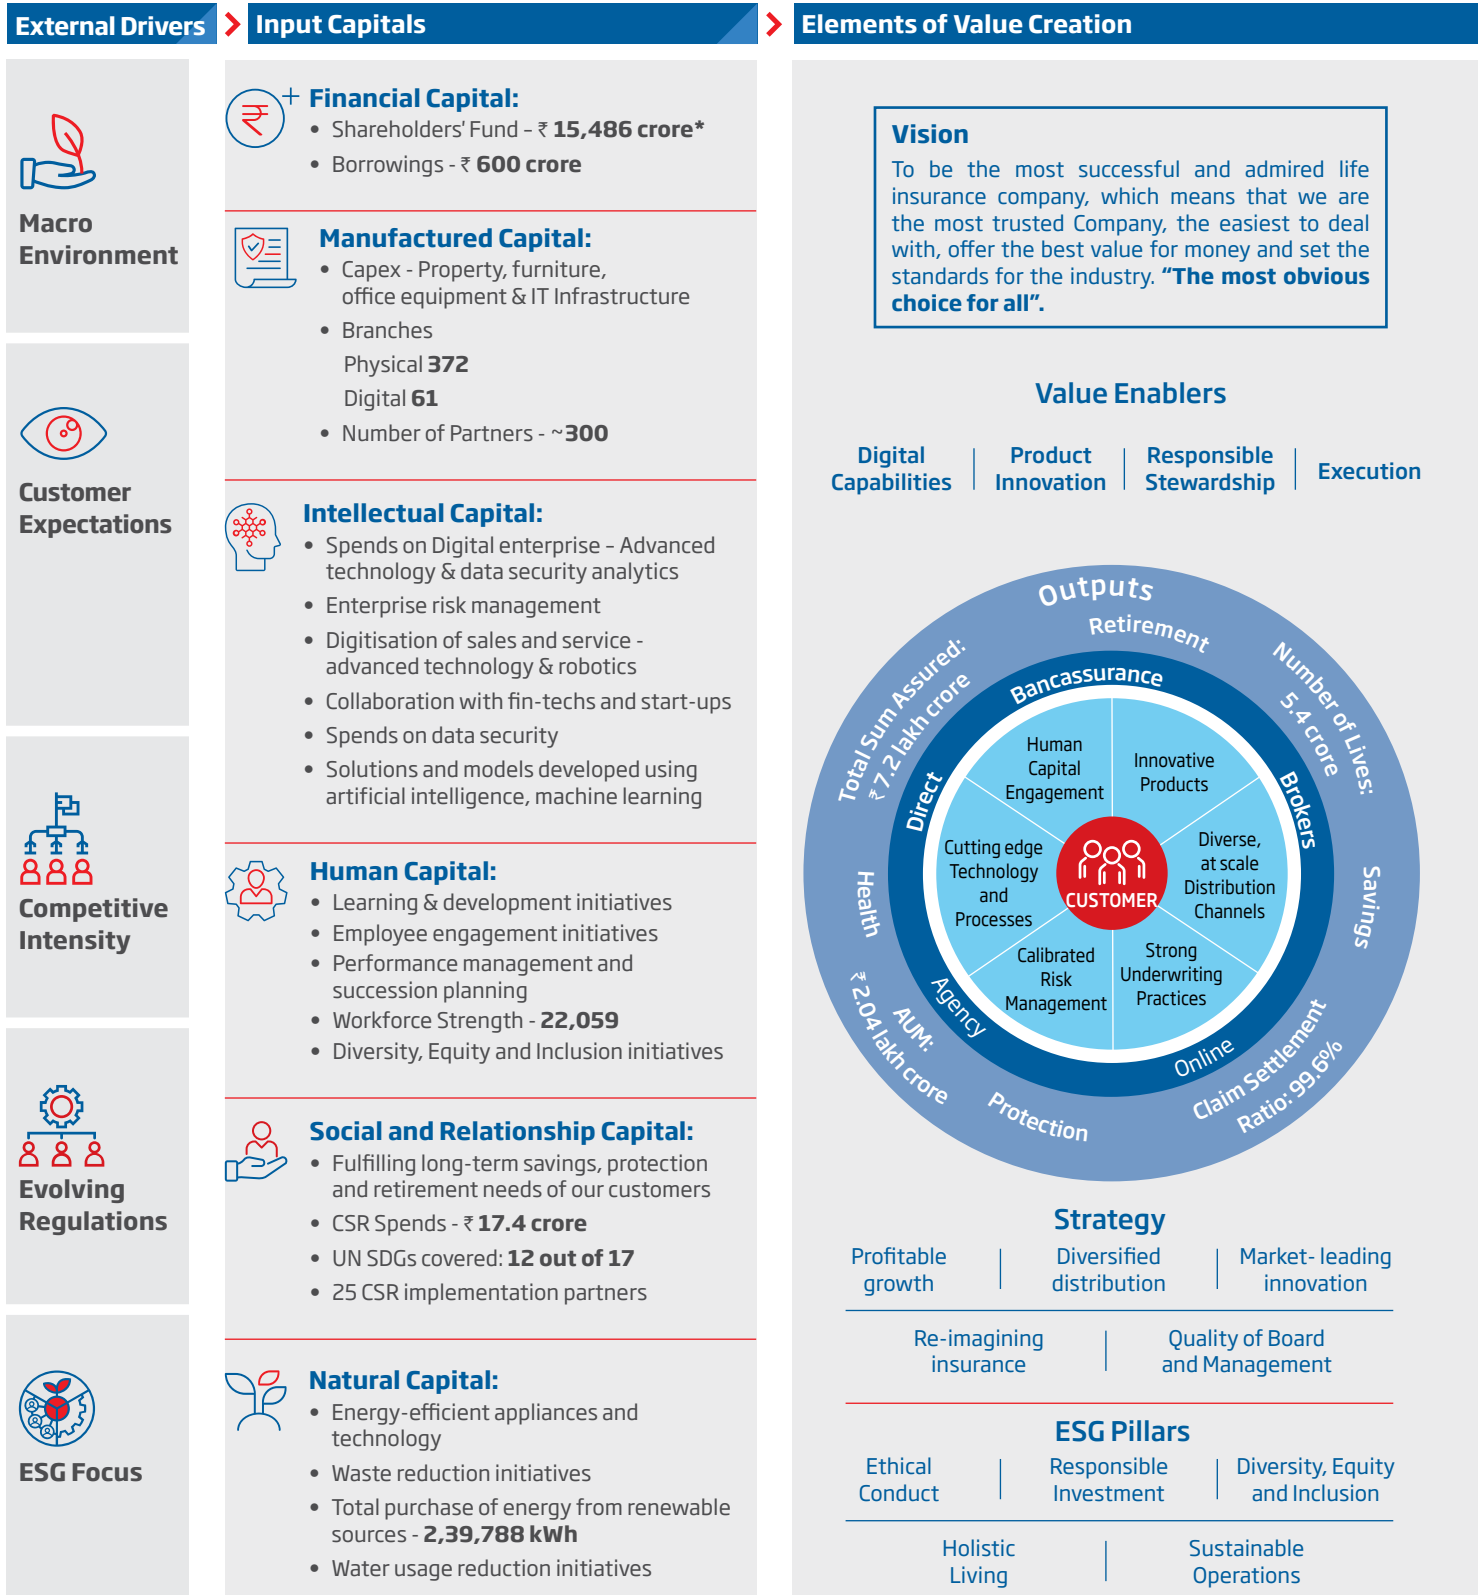 External Drivers
Input Capitals
Elements of Value Creation
Macro
Environment
Customer
Expectations
Competitive
Intensity
Evolving
Regulations
ESG Focus
Financial Capital:
• Shareholders' Fund – ₹ 15,486 crore*
• Borrowings - ₹ 600 crore
Manufactured Capital:
• Capex - Property, furniture,
office equipment & IT Infrastructure
• Branches
Physical 372
Digital 61
• Number of Partners - ~300
Intellectual Capital:
• Spends on Digital enterprise – Advanced
technology & data security analytics
• Enterprise risk management
• Digitisation of sales and service -
advanced technology & robotics
• Collaboration with fin-techs and start-ups
• Spends on data security
• Solutions and models developed using
artificial intelligence, machine learning
Human Capital:
• Learning & development initiatives
• Employee engagement initiatives
• Performance management and
succession planning
• Workforce Strength - 22,059
• Diversity, Equity and Inclusion initiatives
Social and Relationship Capital:
• Fulfilling long-term savings, protection
and retirement needs of our customers
• CSR Spends - ₹ 17.4 crore
• UN SDGs covered: 12 out of 17
• 25 CSR implementation partners
Natural Capital:
• Energy-efficient appliances and
technology
• Waste reduction initiatives
• Total purchase of energy from renewable
sources - 2,39,788 kWh
• Water usage reduction initiatives
Vision
To be the most successful and admired life
insurance company, which means that we are
the most trusted Company, the easiest to deal
with, offer the best value for money and set the
standards for the industry. “The most obvious
choice for all”.
Value Enablers
Digital
Capabilities
Product
Innovation
Responsible
Stewardship
Execution
Outputs
Retirement
Number of Lives:
5.4 crore
Savings
Claim Settlement
Ratio: 99.6%
Protection
AUM:
₹ 2.04 lakh crore
Health
Total Sum Assured:
₹ 7.2 lakh crore
Bancassurance
Brokers
Online
Agency
Direct
Human
Capital
Engagement
Innovative
Products
Diverse,
at scale
Distribution
Channels
Strong
Underwriting
Practices
Calibrated
Risk
Management
Cutting edge
Technology
and
Processes
CUSTOMER
Strategy
Profitable
growth
Diversified
distribution
Market- leading
innovation
Re-imagining
insurance
Quality of Board
and Management
ESG Pillars
Ethical
Conduct
Responsible
Investment
Diversity, Equity
and Inclusion
Holistic
Living
Sustainable
Operations